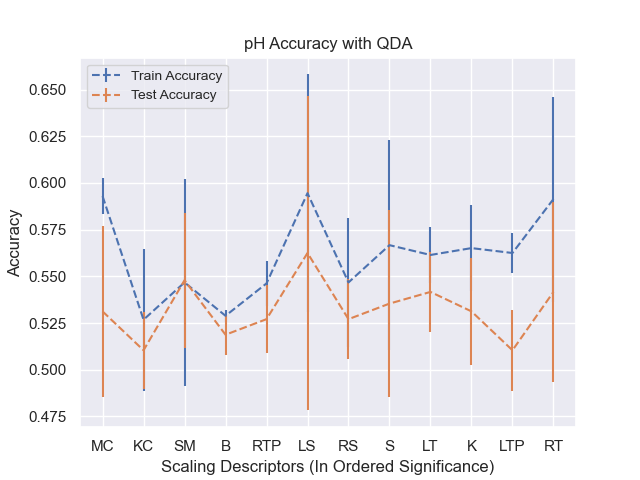 pH Accuracy with QDA
Train Accuracy
Test Accuracy
0.650
0.625
0.600
0.575
0.550
0.525
0.500
0.475
Accuracy
MC KC SM B RTP LS RS S LT K LTP RT
Scaling Descriptors (In Ordered Significance)